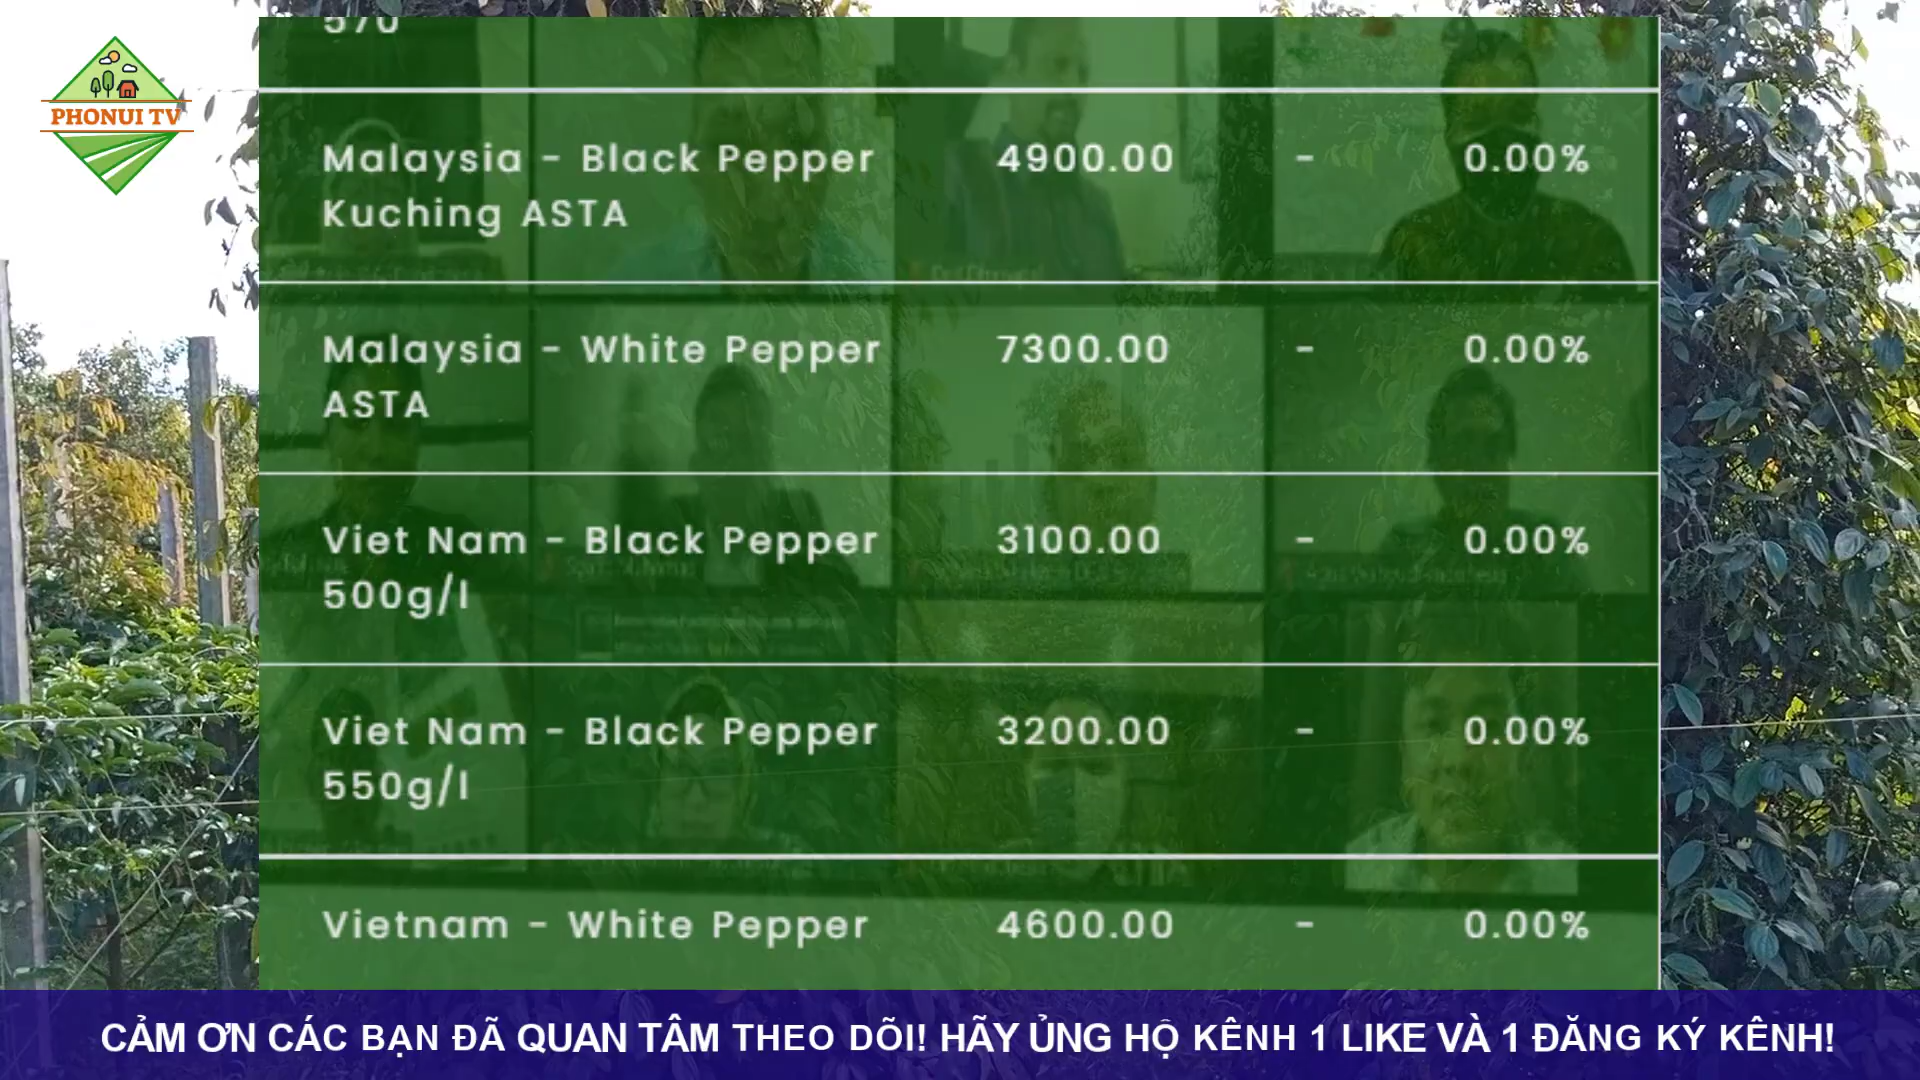 570
PHONUI TV
Malaysia - Black Pepper 4900.00 - 0.00%
Kuching ASTA
Malaysia - White Pepper 7300.00 - 0.00%
ASTA
Viet Nam - Black Pepper 3100.00 - 0.00%
500g/l
Viet Nam - Black Pepper 3200.00 - 0.00%
550g/l
Vietnam - White Pepper 4600.00 - 0.00%
CẢM ƠN CÁC BẠN ĐÃ QUAN TÂM THEO DÕI! HÃY ỦNG HỘ KÊNH 1 LIKE VÀ 1 ĐĂNG KÝ KÊNH!